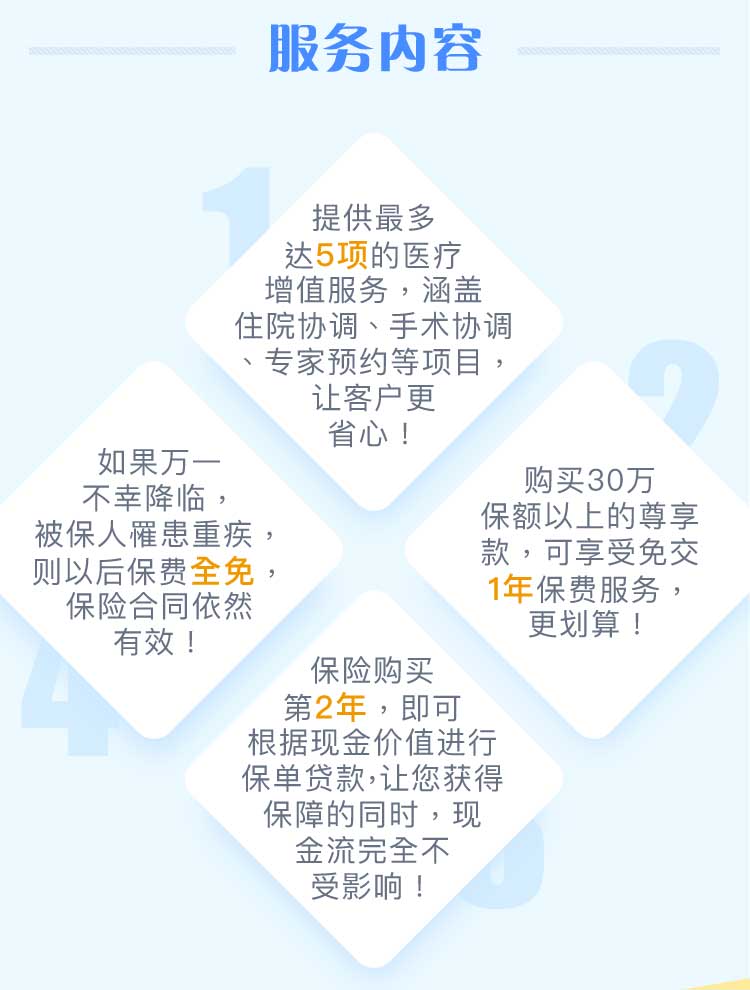 服务内容
1
提供最多
达5项的医疗
增值服务，涵盖
住院协调、手术协调
、专家预约等项目，
让客户更
省心！
2
购买30万
保额以上的尊享
款，可享受免交
1年保费服务，
更划算！
3
保险购买
第2年，即可
根据现金价值进行
保单贷款,让您获得
保障的同时，现
金流完全不
受影响！
4
如果万一
不幸降临，
被保人罹患重疾，
则以后保费全免，
保险合同依然
有效！